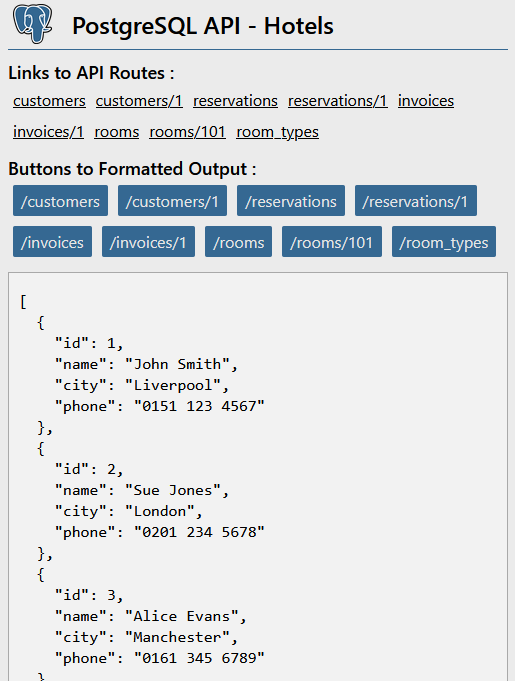 PostgreSQL API - Hotels
Links to API Routes :
customers customers/1 reservations reservations/1 invoices
invoices/1 rooms rooms/101 room_types
Buttons to Formatted Output :
/customers /customers/1 /reservations /reservations/1
/invoices /invoices/1 /rooms /rooms/101 /room_types
[
  {
    "id": 1,
    "name": "John Smith",
    "city": "Liverpool",
    "phone": "0151 123 4567"
  },
  {
    "id": 2,
    "name": "Sue Jones",
    "city": "London",
    "phone": "0201 234 5678"
  },
  {
    "id": 3,
    "name": "Alice Evans",
    "city": "Manchester",
    "phone": "0161 345 6789"
  }